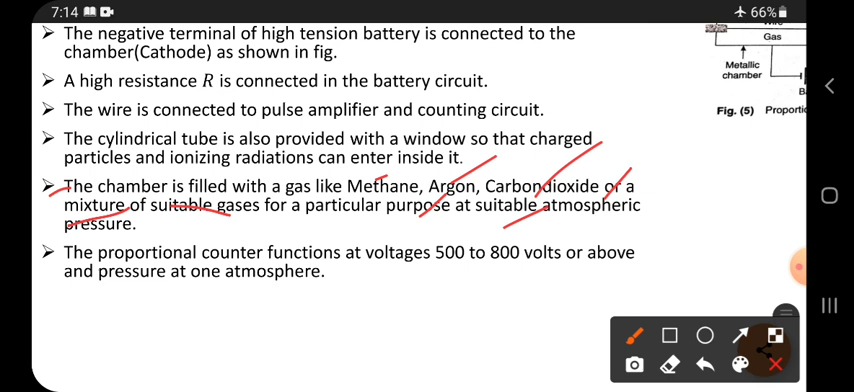 7:14
66%
➤ The negative terminal of high tension battery is connected to the
chamber(Cathode) as shown in fig.
➤ A high resistance R is connected in the battery circuit.
➤ The wire is connected to pulse amplifier and counting circuit.
➤ The cylindrical tube is also provided with a window so that charged
particles and ionizing radiations can enter inside it.
➤ The chamber is filled with a gas like Methane, Argon, Carbondioxide or a
mixture of suitable gases for a particular purpose at suitable atmospheric
pressure.
➤ The proportional counter functions at voltages 500 to 800 volts or above
and pressure at one atmosphere.
Gas
Metallic
chamber
Fig. (5) Proportio